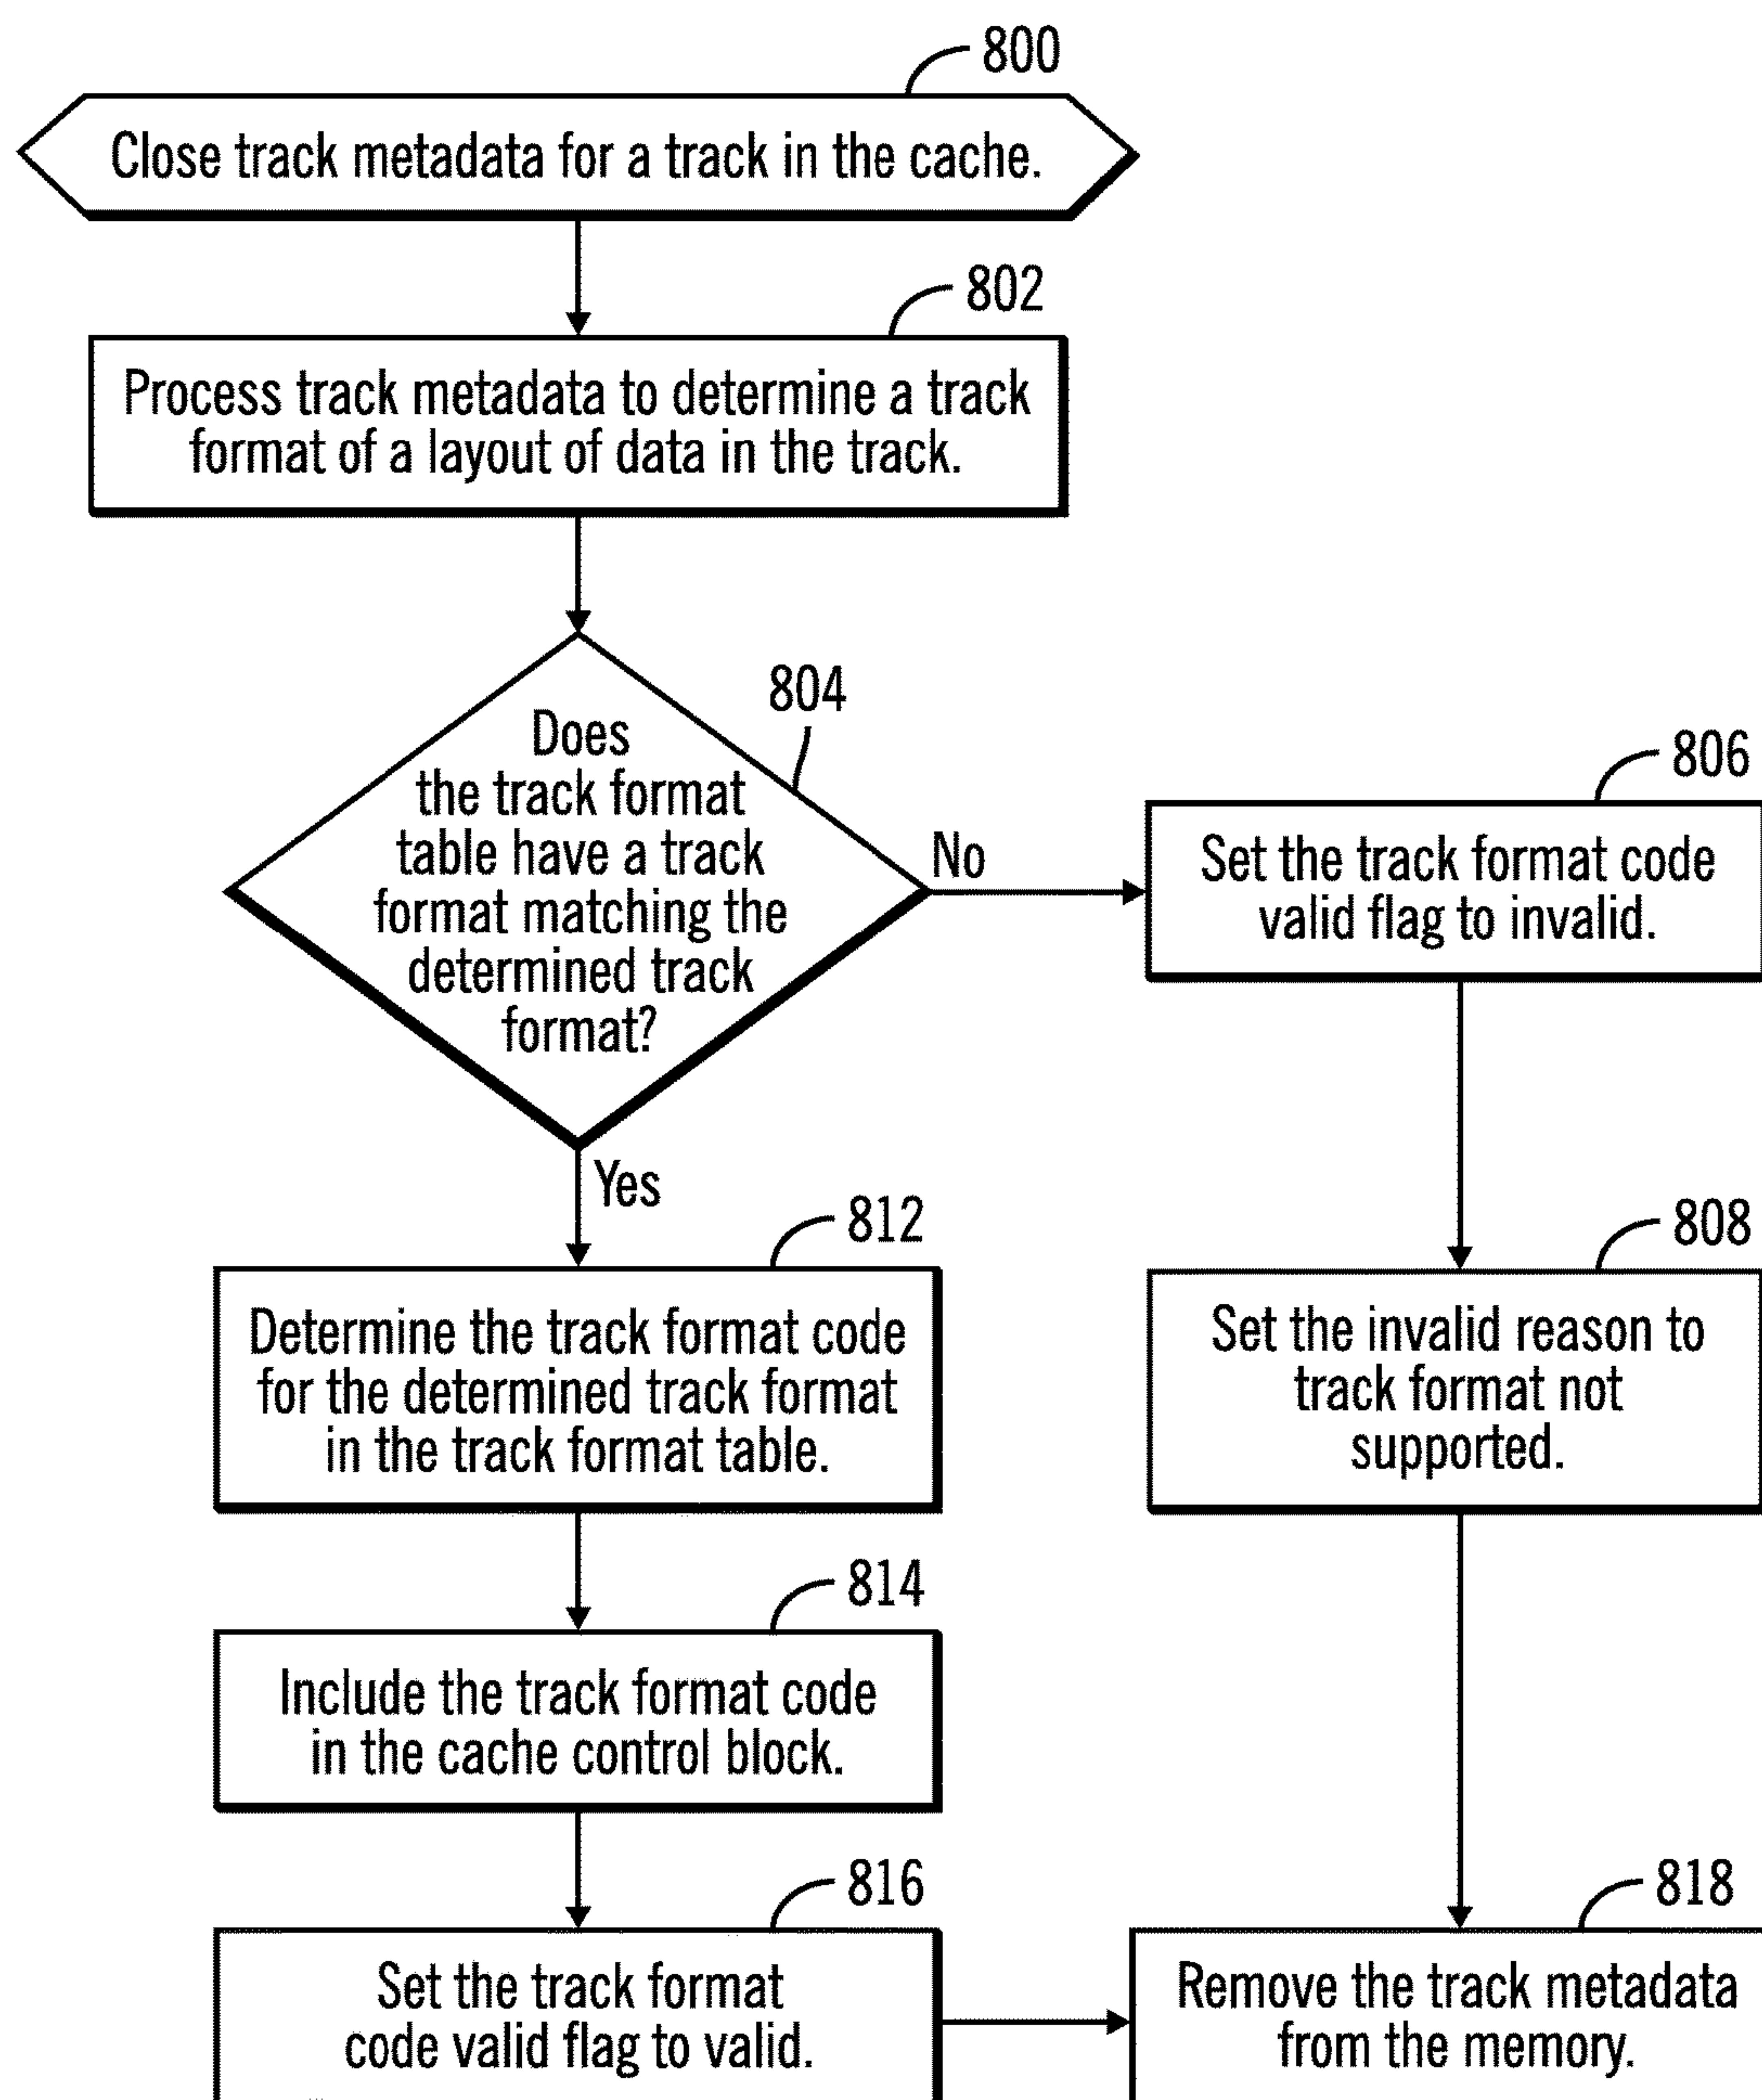 800
Close track metadata for a track in the cache.
802
Process track metadata to determine a track
format of a layout of data in the track.
804
Does
the track format
table have a track
format matching the
determined track
format?
No
806
Set the track format code
valid flag to invalid.
Yes
812
Determine the track format code
for the determined track format
in the track format table.
808
Set the invalid reason to
track format not
supported.
814
Include the track format code
in the cache control block.
816
Set the track format
code valid flag to valid.
818
Remove the track metadata
from the memory.